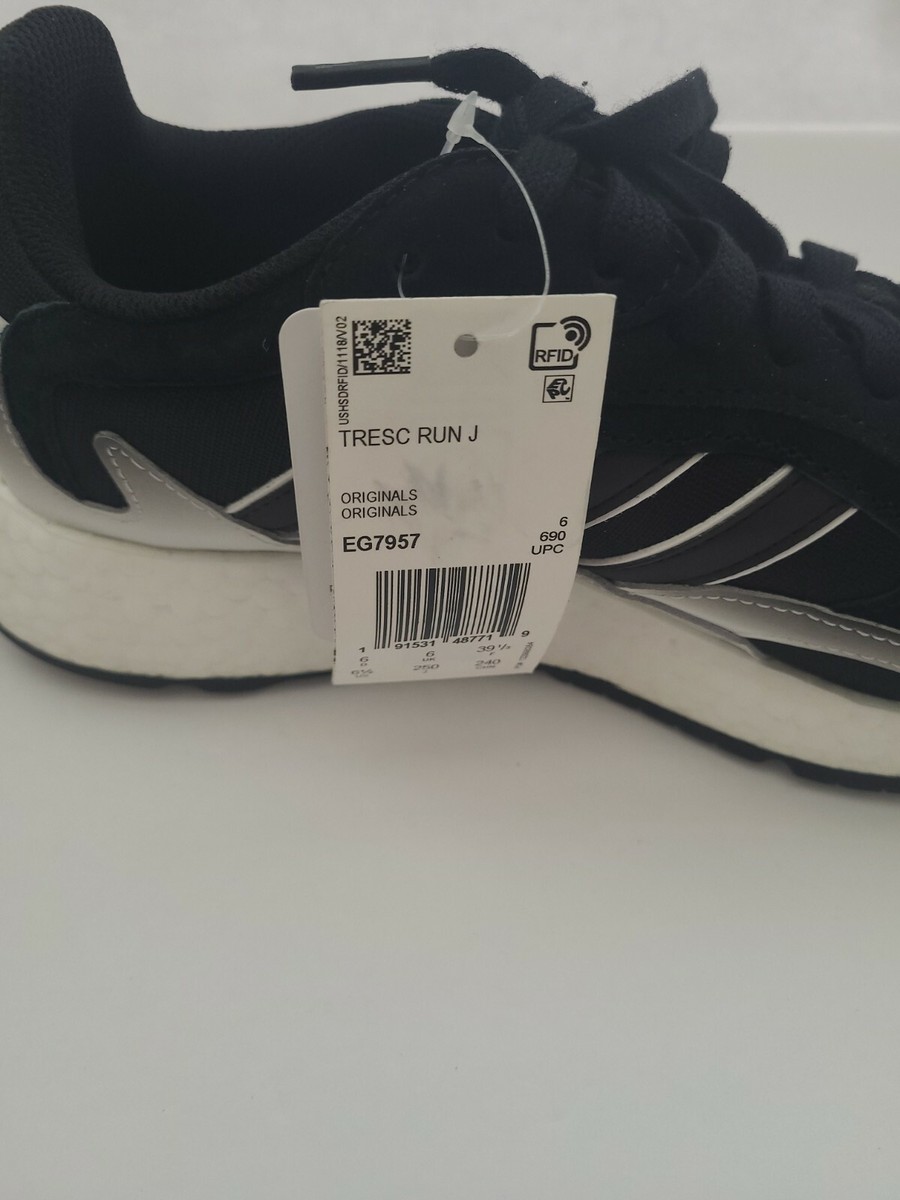 USHSDRFID/1118/V02
RFID
TRESC RUN J
ORIGINALS
ORIGINALS
6
EG7957
690
UPC
1 91531 48771 9
6 6 39 ⅓
250 240